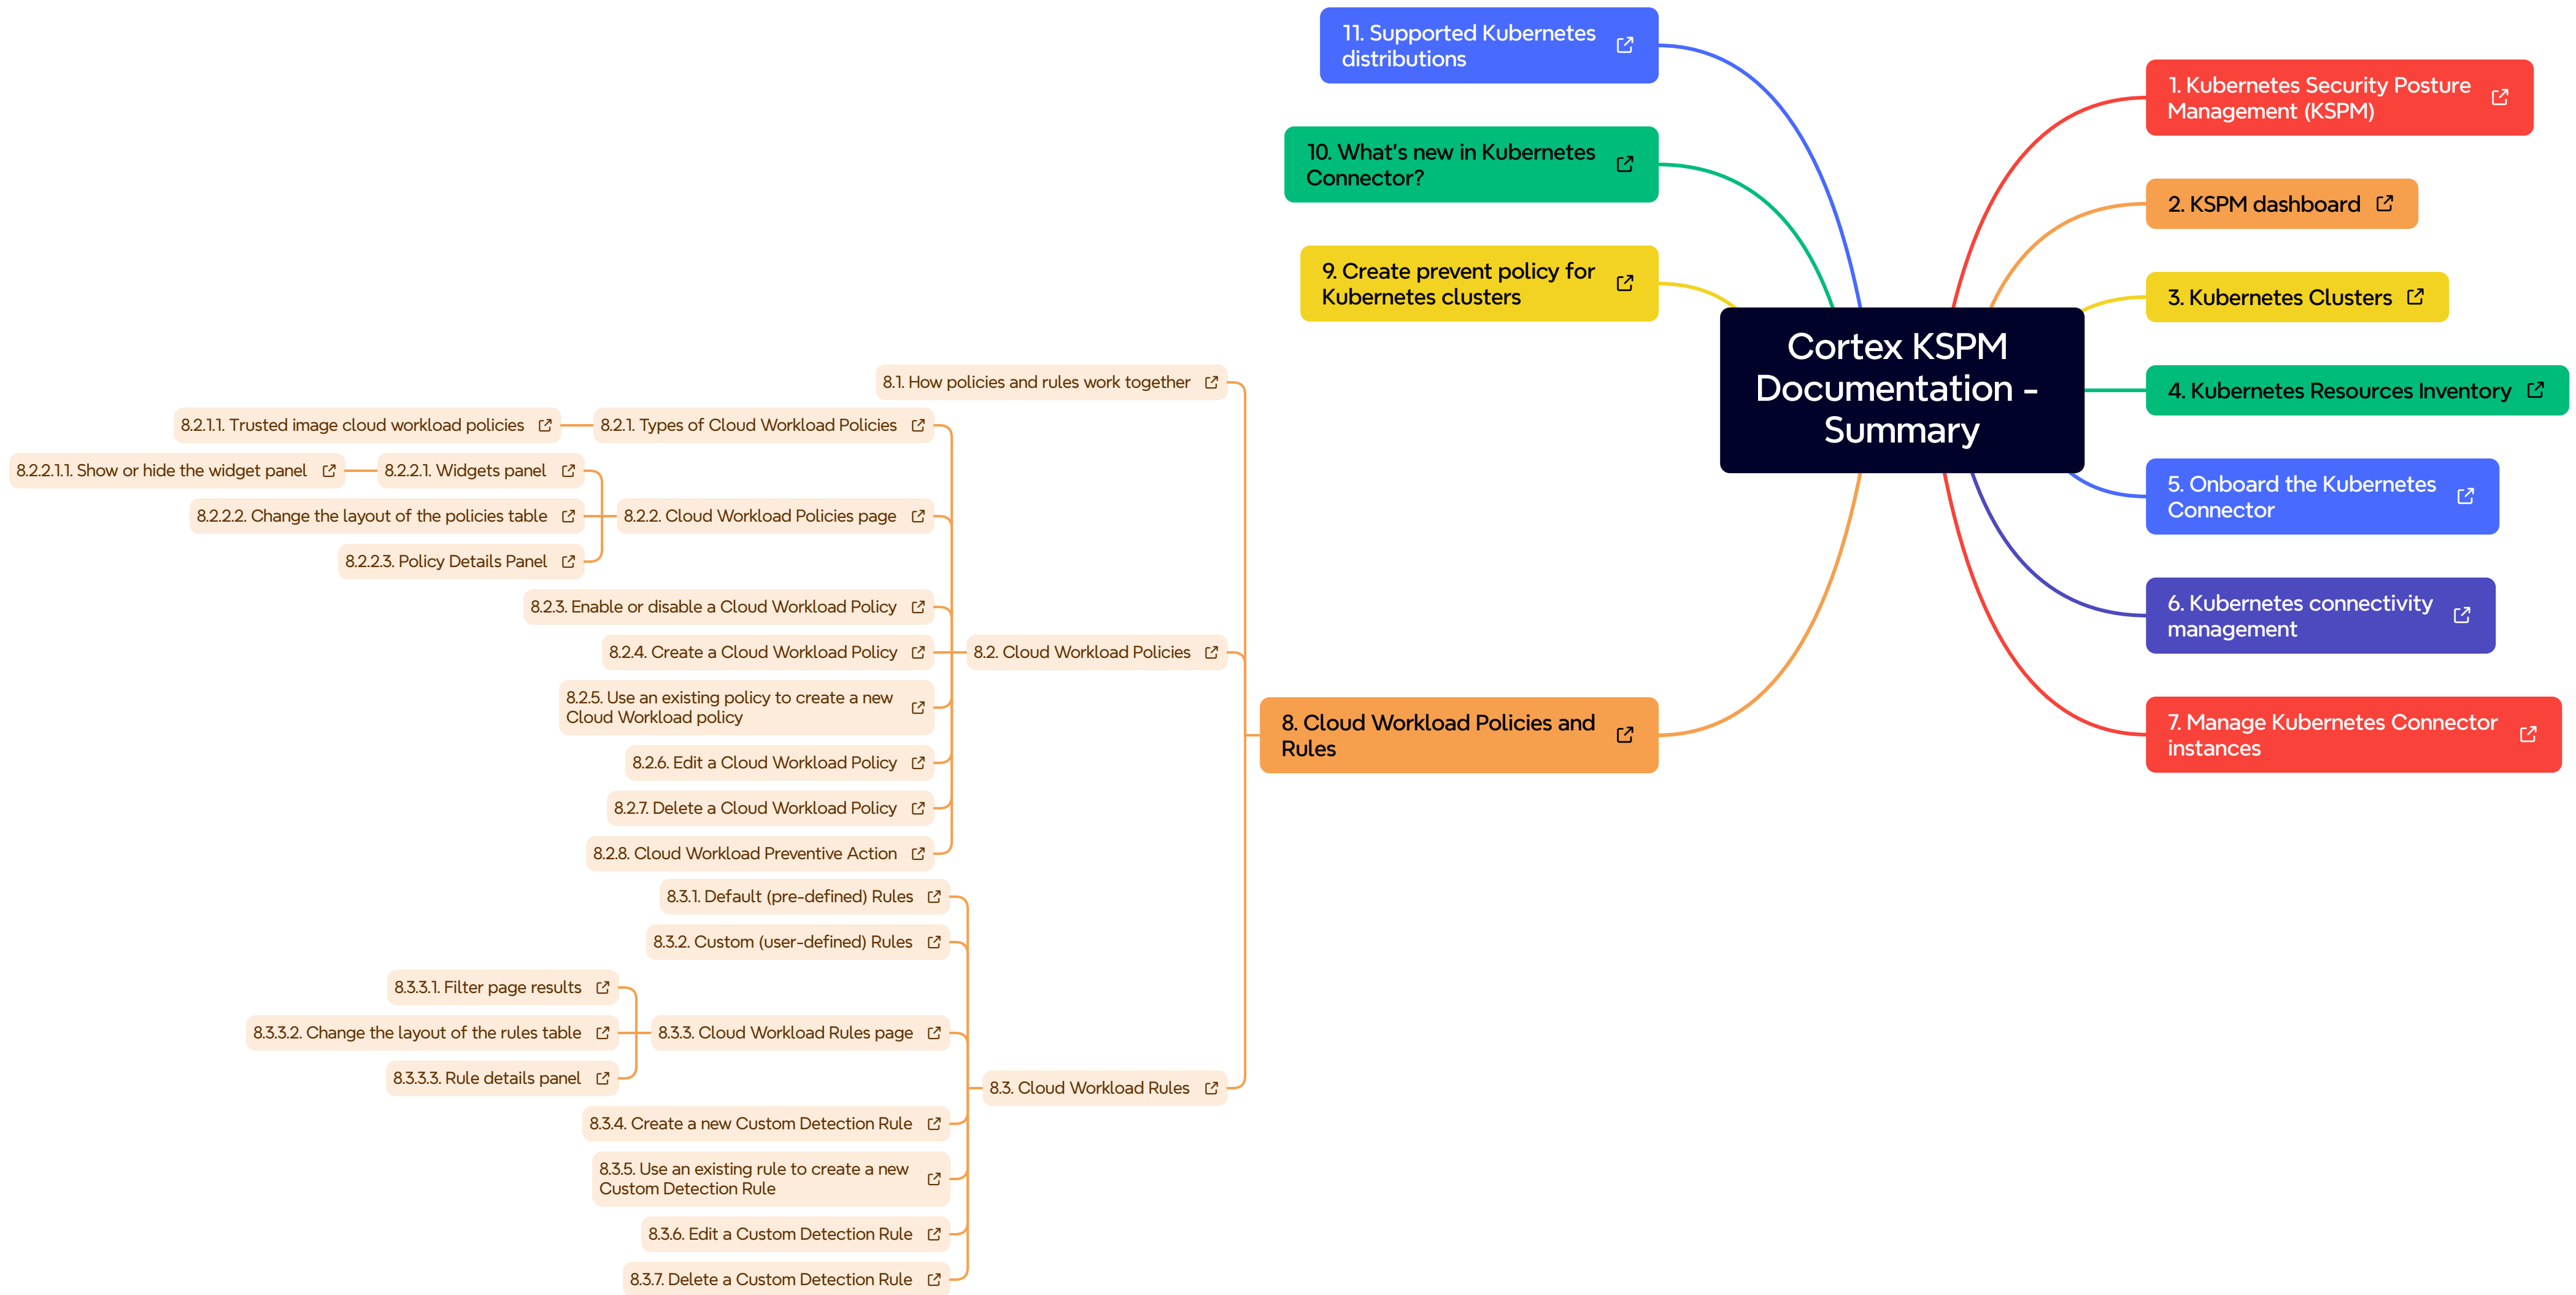 Cortex KSPM
Documentation -
Summary
1. Kubernetes Security Posture
Management (KSPM)
2. KSPM dashboard
3. Kubernetes Clusters
4. Kubernetes Resources Inventory
5. Onboard the Kubernetes
Connector
6. Kubernetes connectivity
management
7. Manage Kubernetes Connector
instances
8. Cloud Workload Policies and
Rules
8.1. How policies and rules work together
8.2. Cloud Workload Policies
8.2.1. Types of Cloud Workload Policies
8.2.1.1. Trusted image cloud workload policies
8.2.2. Cloud Workload Policies page
8.2.2.1. Widgets panel
8.2.2.1.1. Show or hide the widget panel
8.2.2.2. Change the layout of the policies table
8.2.2.3. Policy Details Panel
8.2.3. Enable or disable a Cloud Workload Policy
8.2.4. Create a Cloud Workload Policy
8.2.5. Use an existing policy to create a new
Cloud Workload policy
8.2.6. Edit a Cloud Workload Policy
8.2.7. Delete a Cloud Workload Policy
8.2.8. Cloud Workload Preventive Action
8.3. Cloud Workload Rules
8.3.1. Default (pre-defined) Rules
8.3.2. Custom (user-defined) Rules
8.3.3. Cloud Workload Rules page
8.3.3.1. Filter page results
8.3.3.2. Change the layout of the rules table
8.3.3.3. Rule details panel
8.3.4. Create a new Custom Detection Rule
8.3.5. Use an existing rule to create a new
Custom Detection Rule
8.3.6. Edit a Custom Detection Rule
8.3.7. Delete a Custom Detection Rule
9. Create prevent policy for
Kubernetes clusters
10. What's new in Kubernetes
Connector?
11. Supported Kubernetes
distributions